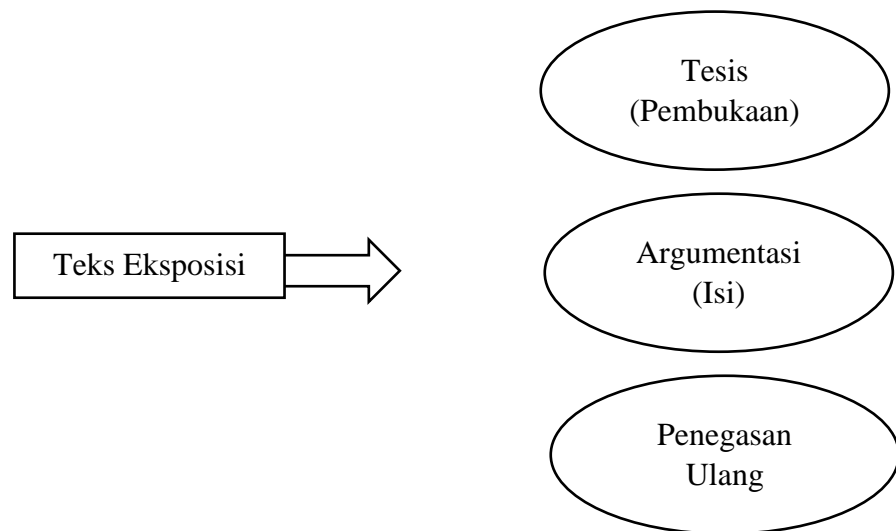 Teks Eksposisi
Tesis
(Pembukaan)
Argumentasi
(Isi)
Penegasan
Ulang